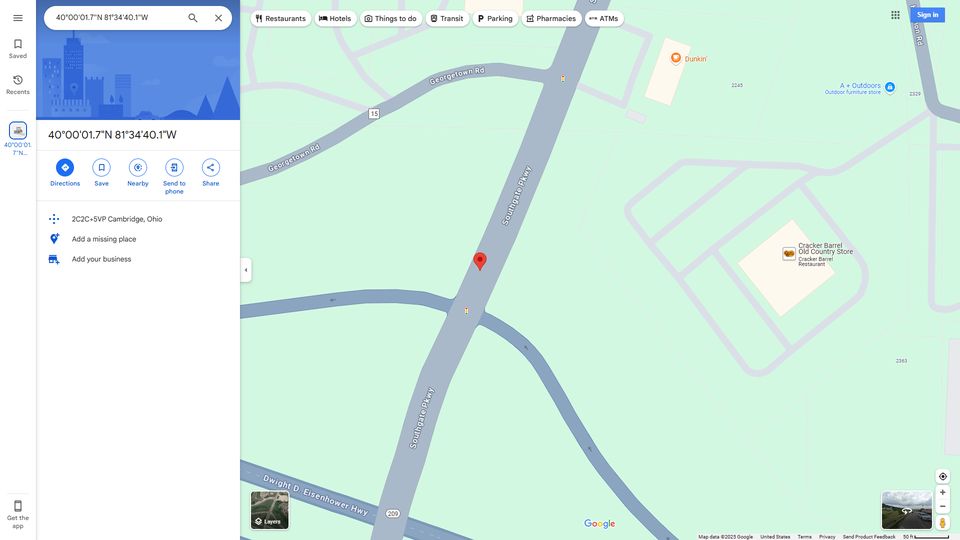 40°00'01.7"N 81°34'40.1"W
Restaurants
Hotels
Things to do
Transit
Parking
Pharmacies
ATMs
Sign in
Saved
Recents
40°00'01.
7"N...
Get the
app
40°00'01.7"N 81°34'40.1"W
Directions
Save
Nearby
Send to
phone
Share
2C2C+5VP Cambridge, Ohio
Add a missing place
Add your business
Georgetown Rd
15
Georgetown Rd
Southgate Pkwy
Dunkin'
2245
A + Outdoors
Outdoor furniture store
2329
Cracker Barrel
Old Country Store
Cracker Barrel
Restaurant
2363
Southgate Pkwy
Dwight D. Eisenhower Hwy
209
Layers
Google
Map data ©2025 Google
United States
Terms
Privacy
Send Product Feedback
50 ft